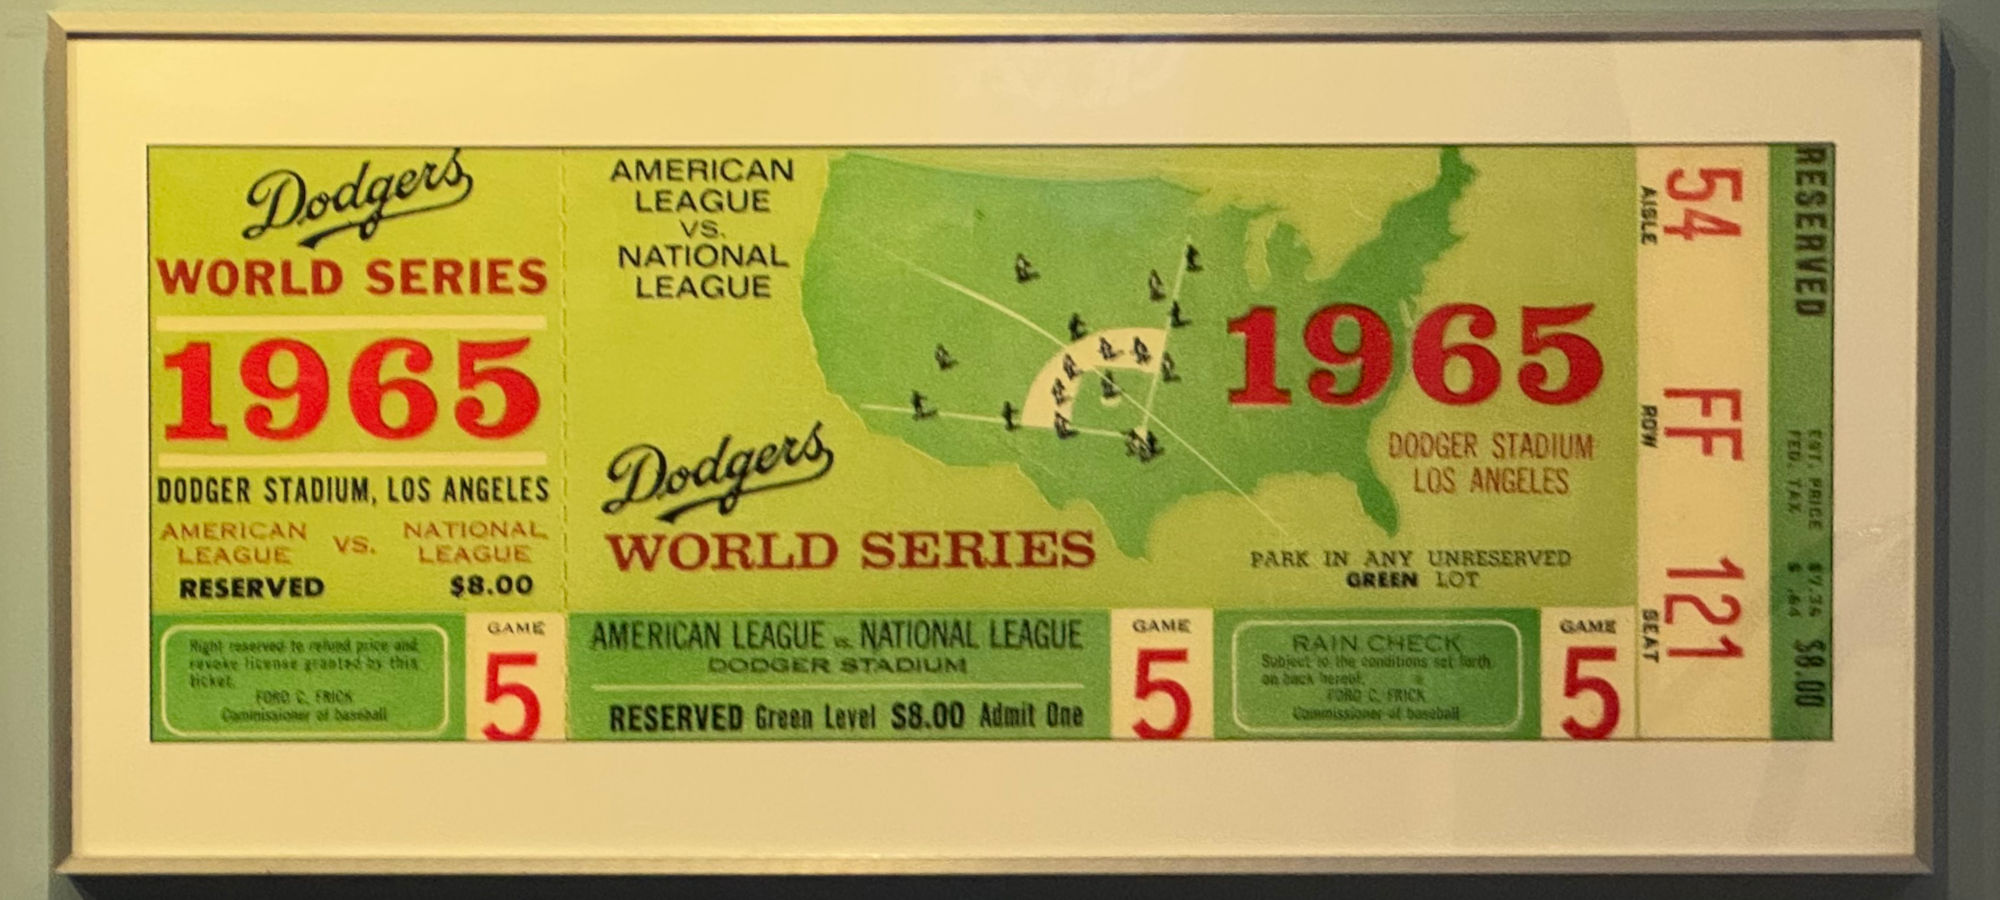 Dodgers
WORLD SERIES
1965
DODGER STADIUM, LOS ANGELES
AMERICAN LEAGUE VS. NATIONAL LEAGUE
RESERVED $8.00
Right reserved to refund price and
revoke license granted by this
ticket.
FORD C. FRICK
Commissioner of baseball
GAME
5
AMERICAN
LEAGUE
VS.
NATIONAL
LEAGUE
Dodgers
WORLD SERIES
1965
DODGER STADIUM
LOS ANGELES
PARK IN ANY UNRESERVED
GREEN LOT
AMERICAN LEAGUE vs. NATIONAL LEAGUE
DODGER STADIUM
RESERVED Green Level $8.00 Admit One
GAME
5
RAIN CHECK
Subject to the conditions set forth
on back hereof.
FORD C. FRICK
Commissioner of baseball
GAME
5
54
AISLE
FF
ROW
121
SEAT
RESERVED
EST. PRICE $7.36
FED. TAX $ .64
$8.00